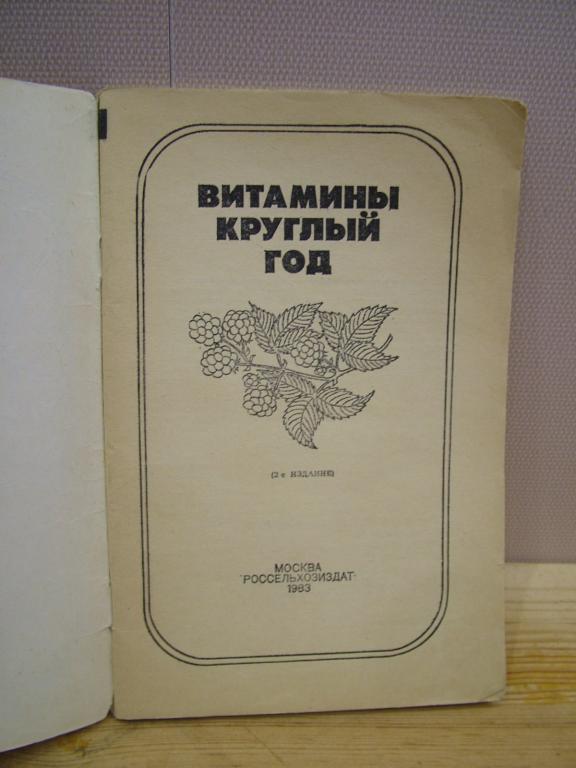 ВИТАМИНЫ
КРУГЛЫЙ
ГОД
(2-е ИЗДАНИЕ)
МОСКВА
"РОССЕЛЬХОЗИЗДАТ"
1983